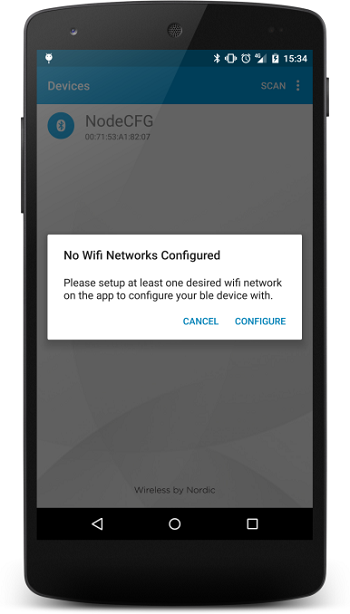 4G 15:34
Devices SCAN
NodeCFG
00:71:53:A1:82:07
No Wifi Networks Configured
Please setup at least one desired wifi network
on the app to configure your ble device with.
CANCEL CONFIGURE
Wireless by Nordic